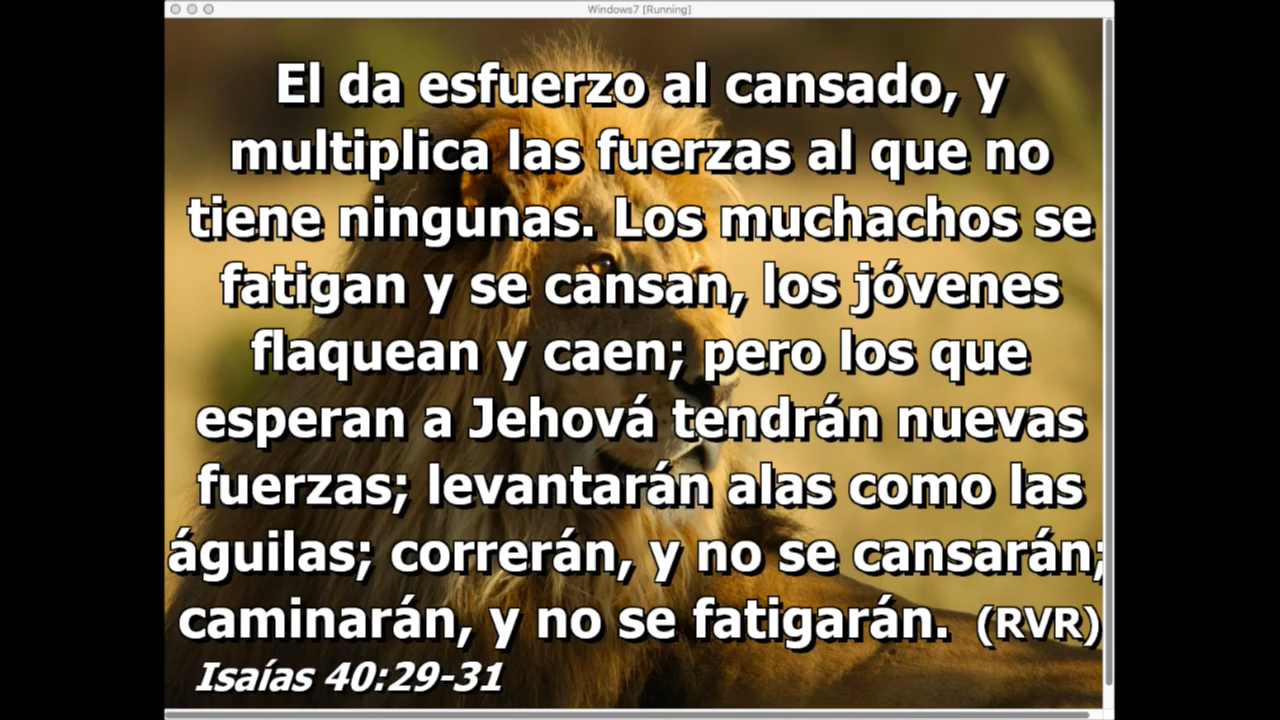 Windows7 [Running]
El da esfuerzo al cansado, y
multiplica las fuerzas al que no
tiene ningunas. Los muchachos se
fatigan y se cansan, los jóvenes
flaquean y caen; pero los que
esperan a Jehová tendrán nuevas
fuerzas; levantarán alas como las
águilas; correrán, y no se cansarán;
caminarán, y no se fatigarán. (RVR)
Isaías 40:29-31